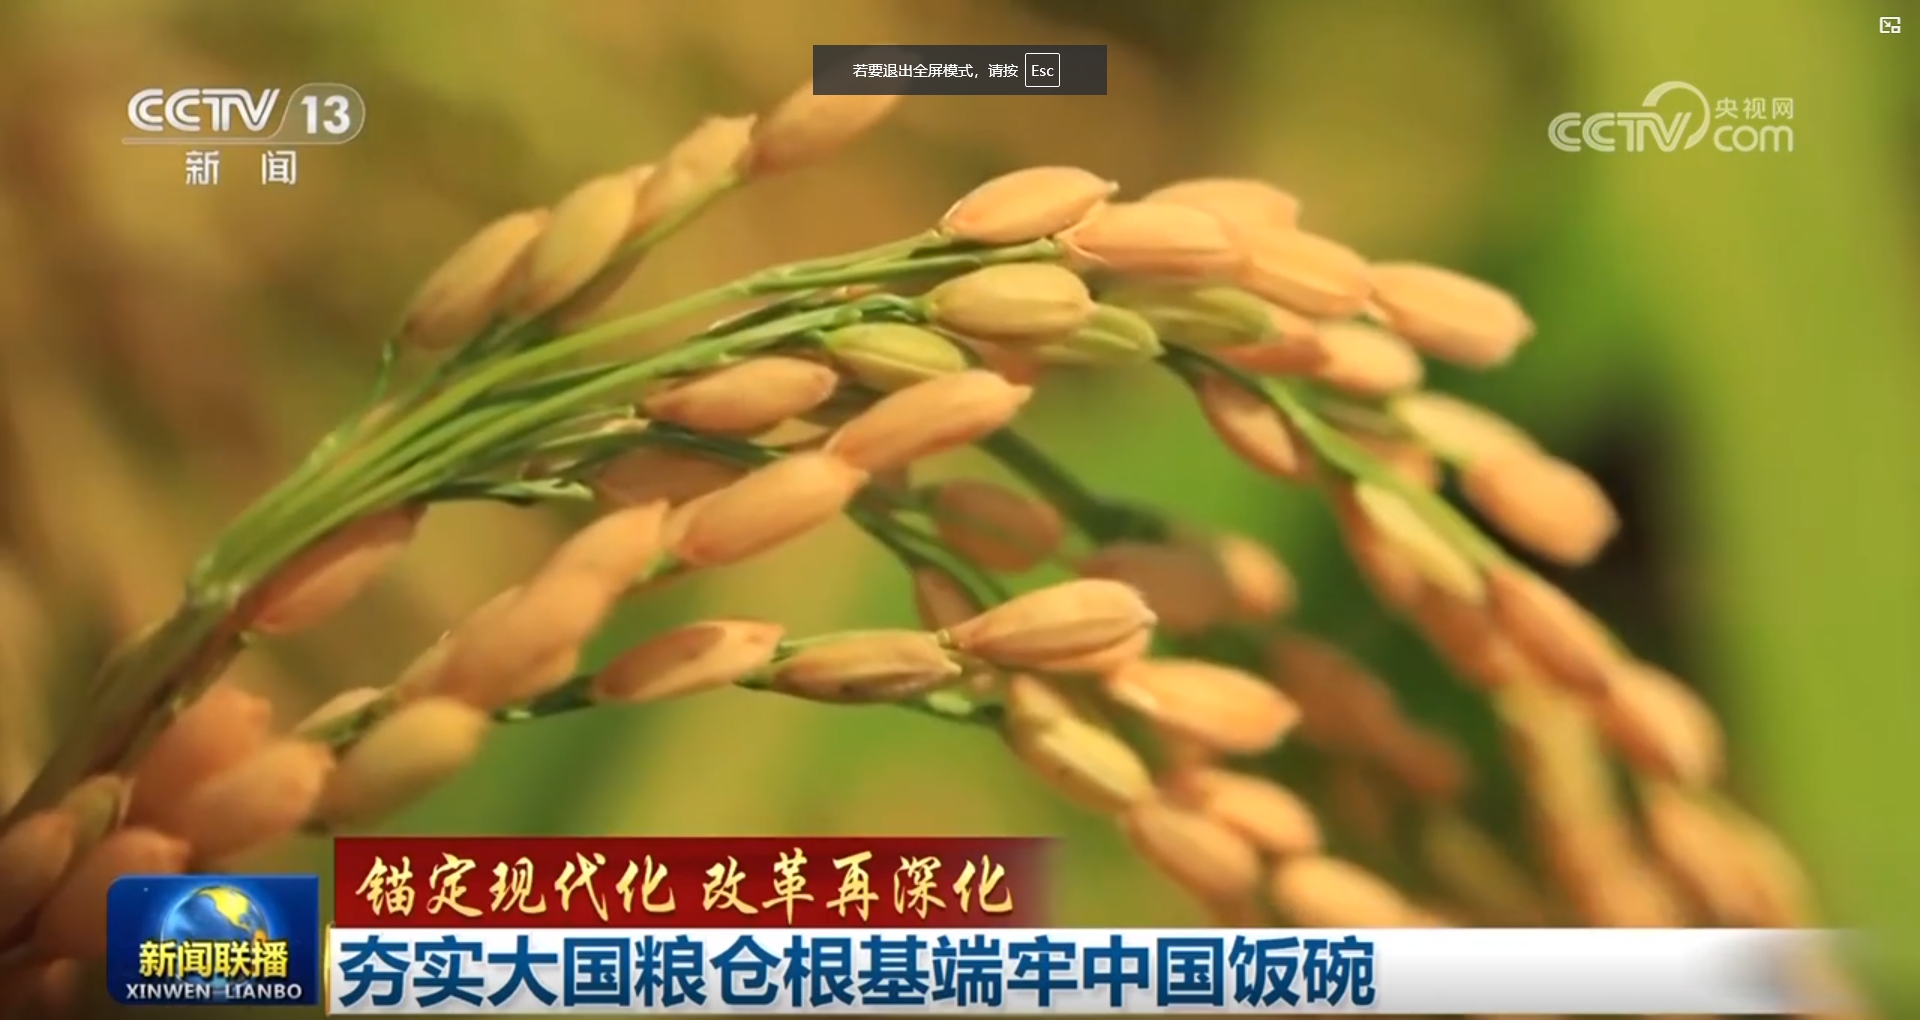 若要退出全屏模式，请按 Esc
CCTV 13
新 闻
央视网
CCTV com
锚定现代化 改革再深化
新闻联播
XINWEN LIANBO
夯实大国粮仓根基端牢中国饭碗